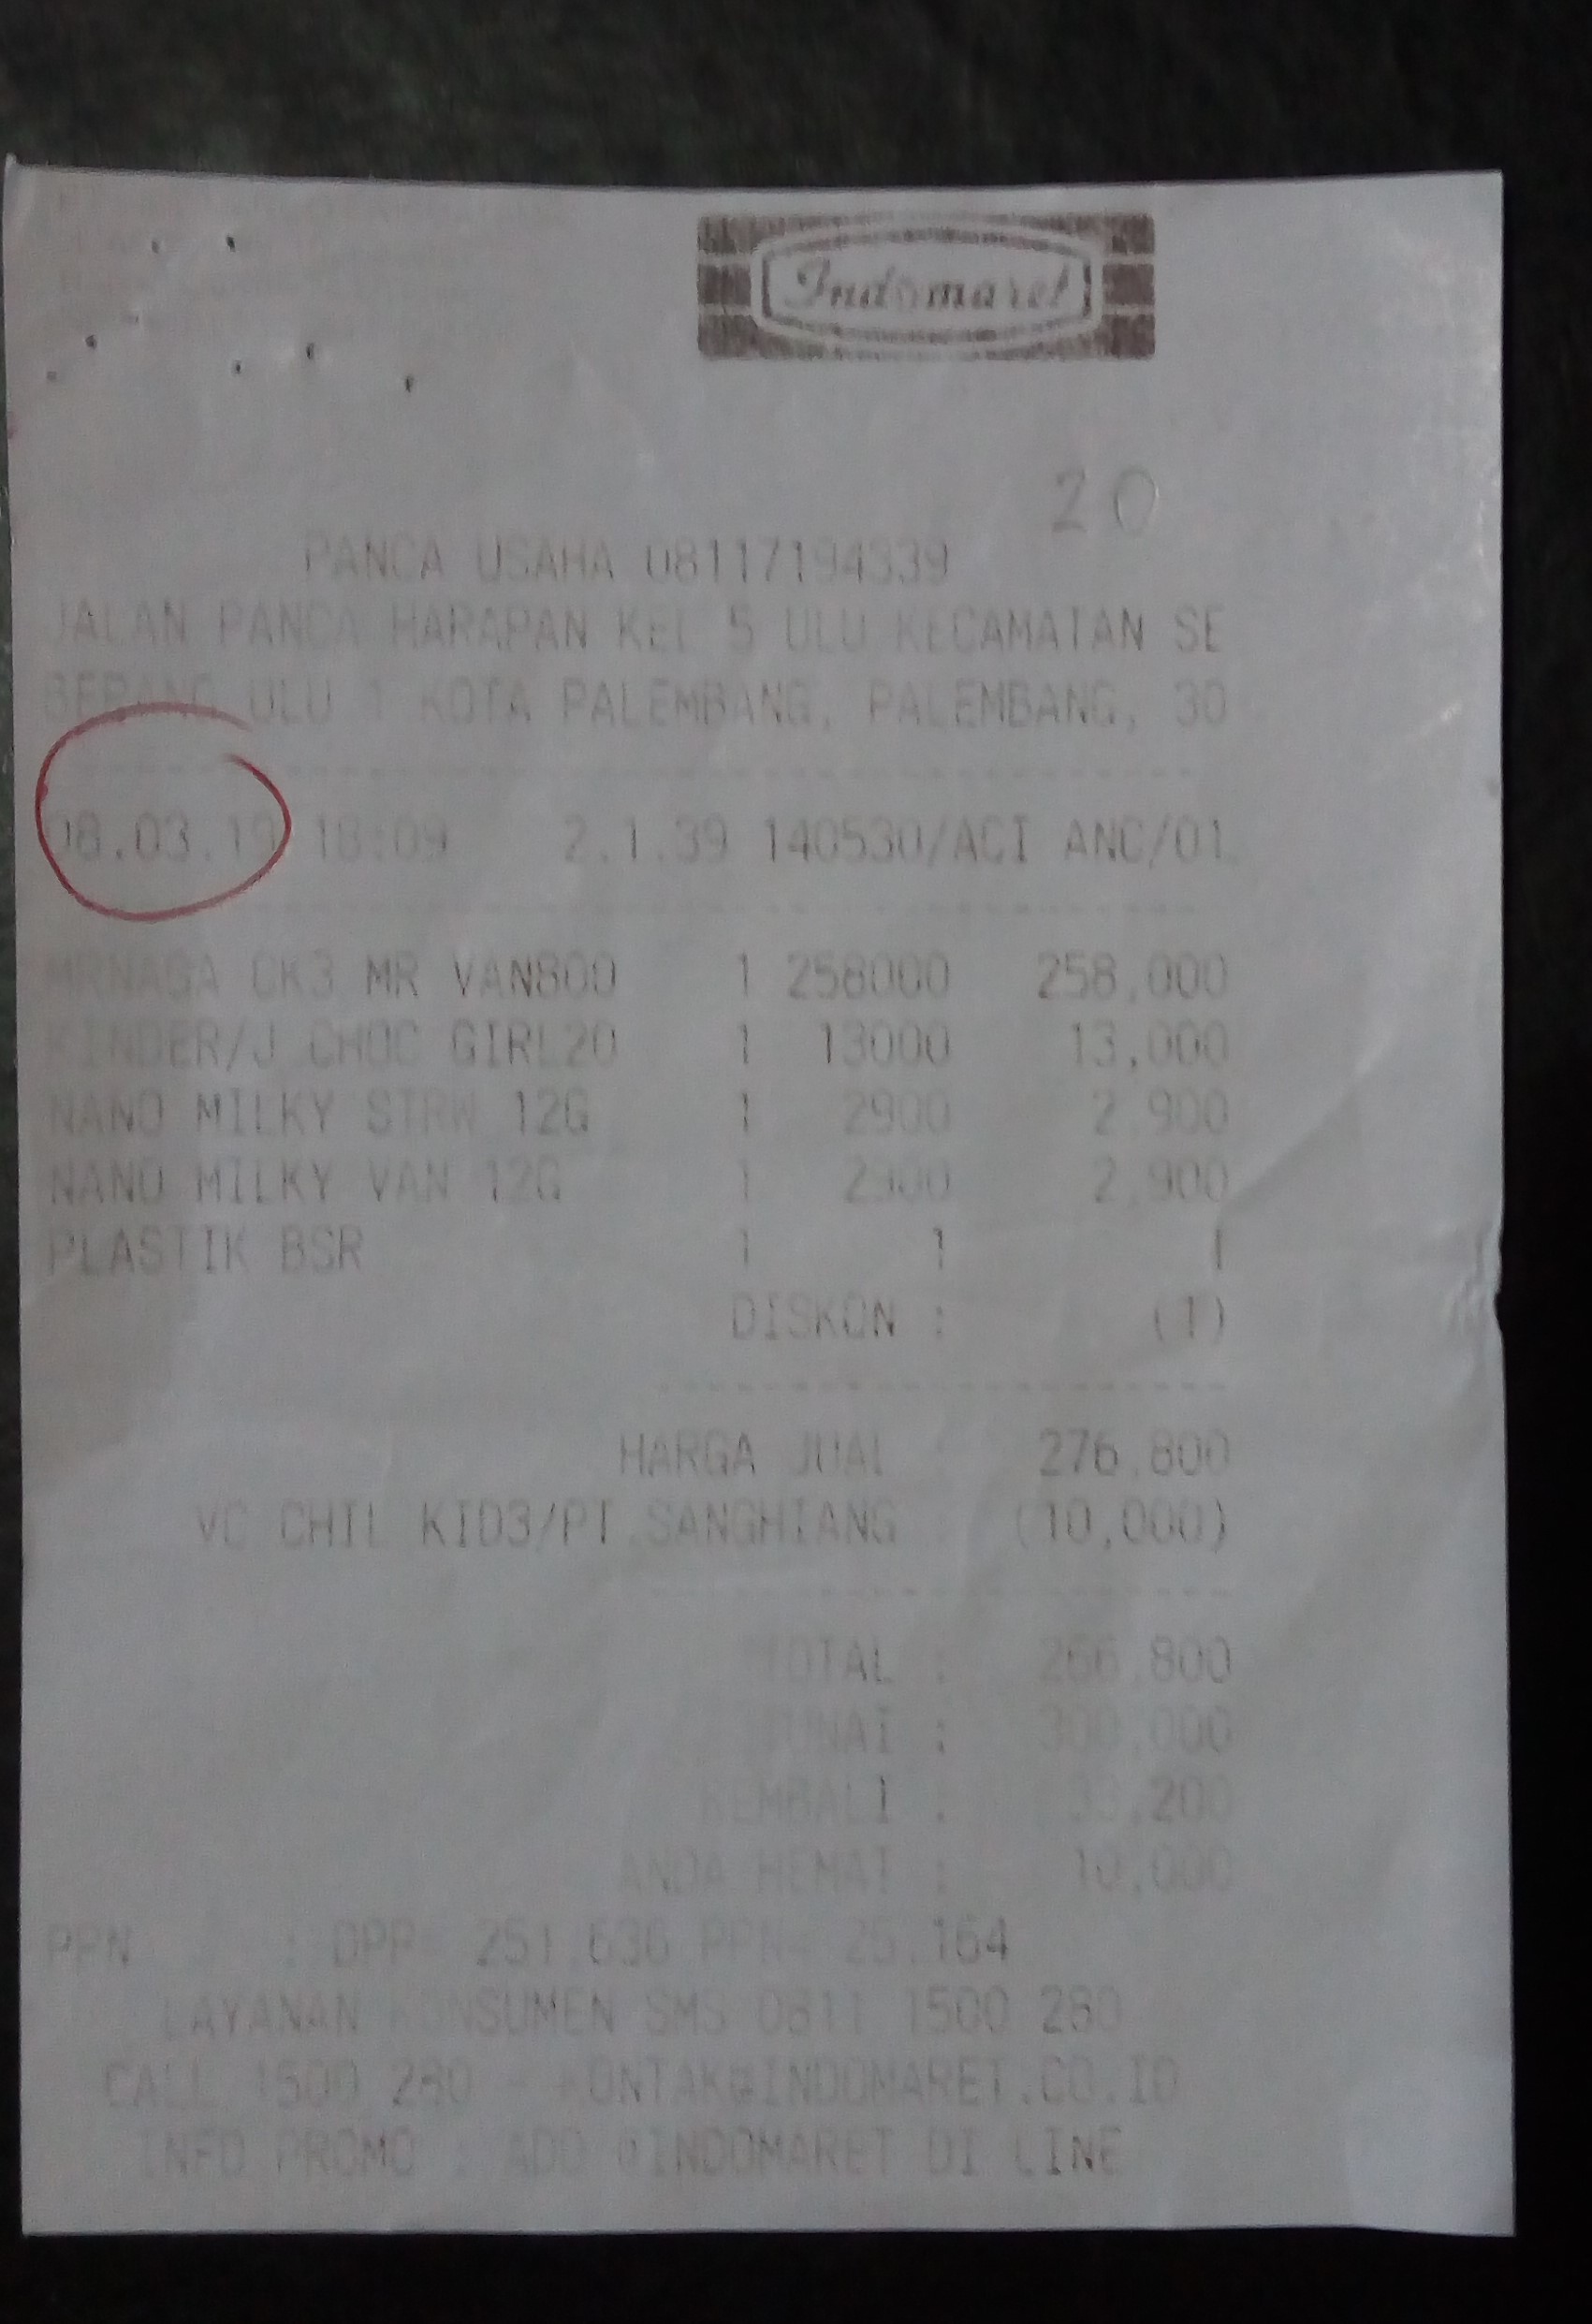 Indomaret
20
PANCA USAHA 08117194339
JALAN PANCA HARAPAN KEL 5 ULU KECAMATAN SE
BERANG ULU 1 KOTA PALEMBANG, PALEMBANG, 30
08.03.19 18:09 2.1.39 140530/ACI ANC/01
MRNAGA CK3 MR VAN800 1 258000 258,000
KINDER/J CHOC GIRL20 1 13000 13,000
NANO MILKY STRW 12G 1 2900 2,900
NANO MILKY VAN 12G 1 2900 2,900
PLASTIK BSR 1 1 1
DISKON : (1)
HARGA JUAL : 276,800
VC CHIL KID3/PT.SANGHIANG : (10,000)
TOTAL : 266,800
TUNAI : 300,000
KEMBALI : 33,200
ANDA HEMAT : 10,000
PPN : DPP= 251,636 PPN= 25,164
LAYANAN KONSUMEN SMS 0811 1500 280
CALL 1500 280 - KONTAK@INDOMARET.CO.ID
INFO PROMO : ADD @INDOMARET DI LINE